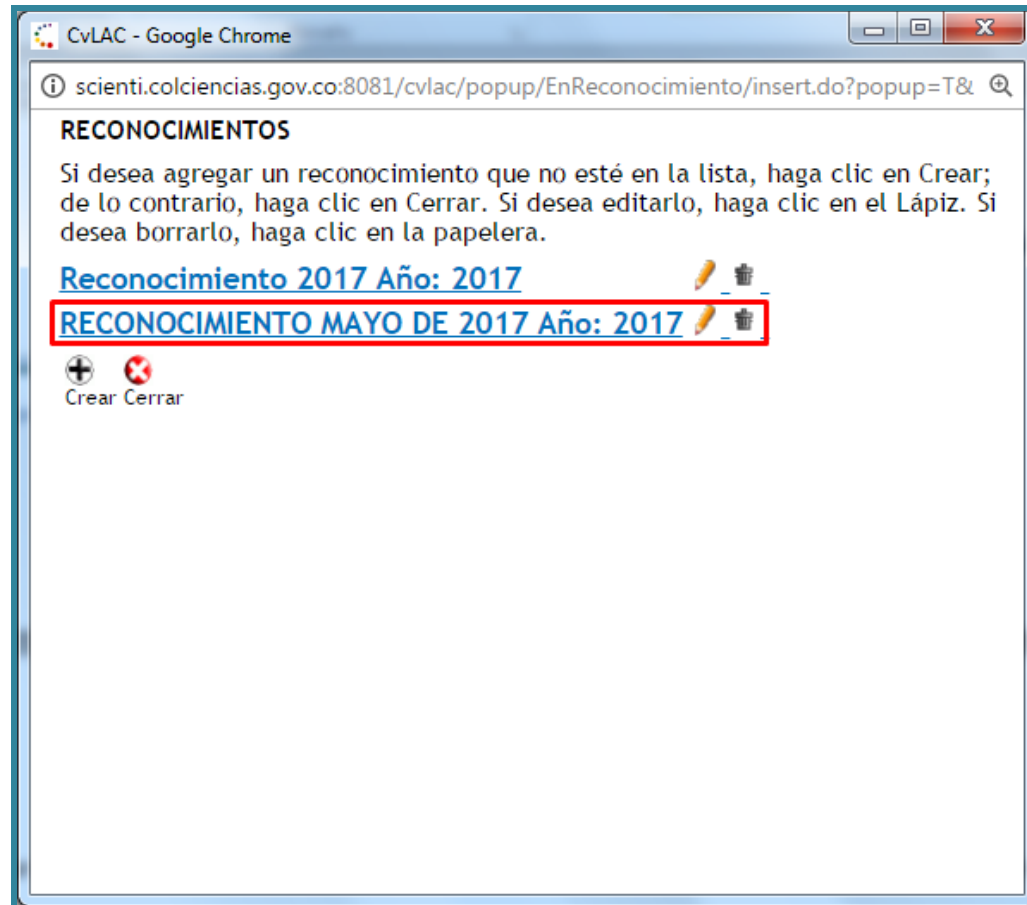 CvLAC - Google Chrome
scienti.colciencias.gov.co:8081/cvlac/popup/EnReconocimiento/insert.do?popup=T&
RECONOCIMIENTOS
Si desea agregar un reconocimiento que no esté en la lista, haga clic en Crear;
de lo contrario, haga clic en Cerrar. Si desea editarlo, haga clic en el Lápiz. Si
desea borrarlo, haga clic en la papelera.
Reconocimiento 2017 Año: 2017
RECONOCIMIENTO MAYO DE 2017 Año: 2017
Crear Cerrar